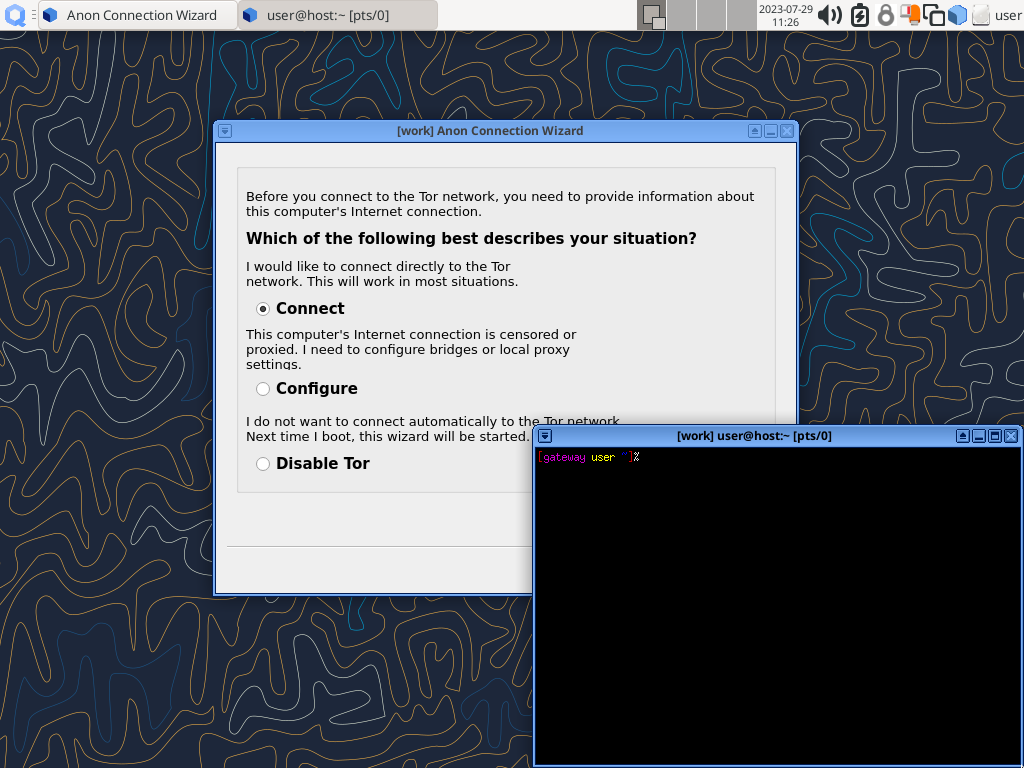 Anon Connection Wizard
user@host:~ [pts/0]
2023-07-29
11:26
user
[work] Anon Connection Wizard
Before you connect to the Tor network, you need to provide information about
this computer's Internet connection.
Which of the following best describes your situation?
I would like to connect directly to the Tor
network. This will work in most situations.
Connect
This computer's Internet connection is censored or
proxied. I need to configure bridges or local proxy
settings.
Configure
I do not want to connect automatically to the Tor network
Next time I boot, this wizard will be started.
Disable Tor
[work] user@host:~ [pts/0]
[gateway user ~]%